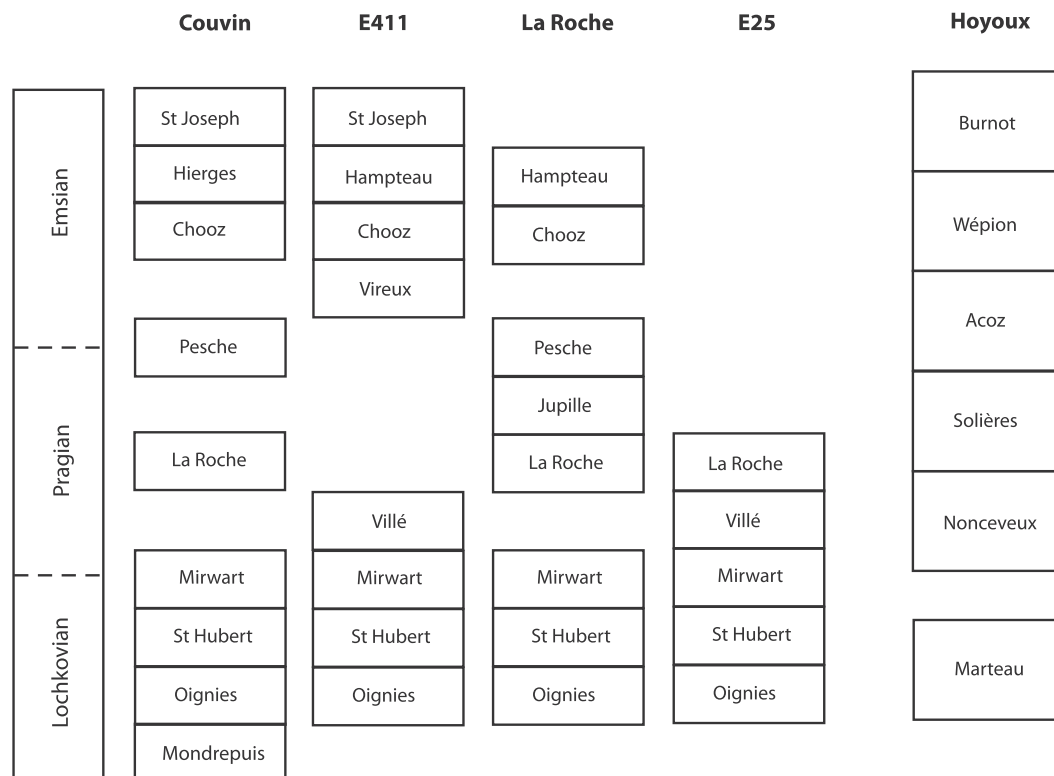 Couvin
E411
La Roche
E25
Hoyoux
Emsian
Pragian
Lochkovian
St Joseph
Hierges
Chooz
Pesche
La Roche
Mirwart
St Hubert
Oignies
Mondrepuis
St Joseph
Hampteau
Chooz
Vireux
Villé
Mirwart
St Hubert
Oignies
Hampteau
Chooz
Pesche
Jupille
La Roche
Mirwart
St Hubert
Oignies
La Roche
Villé
Mirwart
St Hubert
Oignies
Burnot
Wépion
Acoz
Solières
Nonceveux
Marteau